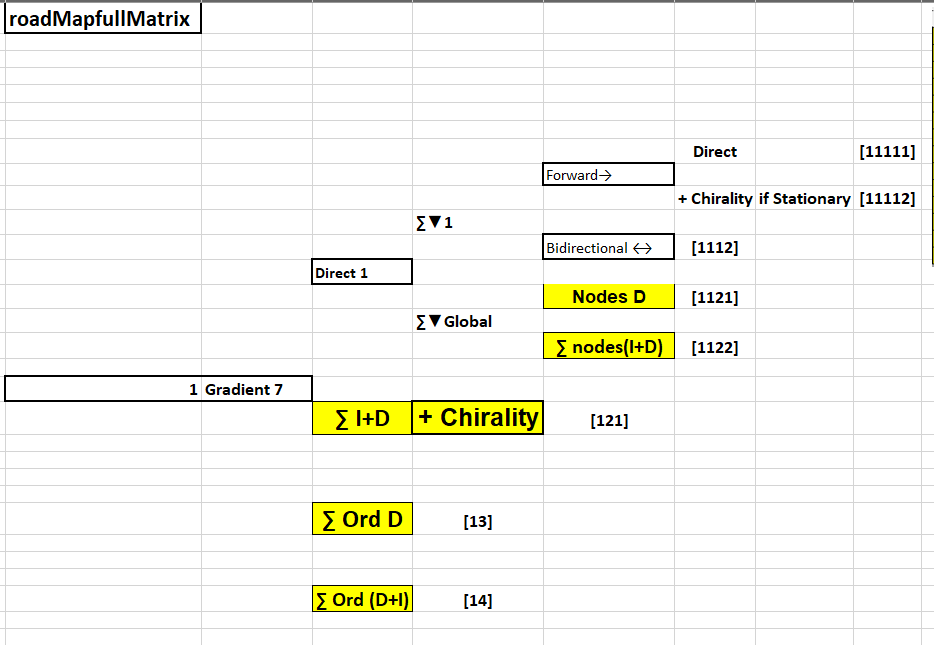 roadMapfullMatrix
Direct [11111]
Forward→
+ Chirality if Stationary [11112]
∑▼1
Bidirectional ↔ [1112]
Direct 1
Nodes D [1121]
∑▼Global
∑ nodes(I+D) [1122]
1 Gradient 7
∑ I+D + Chirality [121]
∑ Ord D [13]
∑ Ord (D+I) [14]